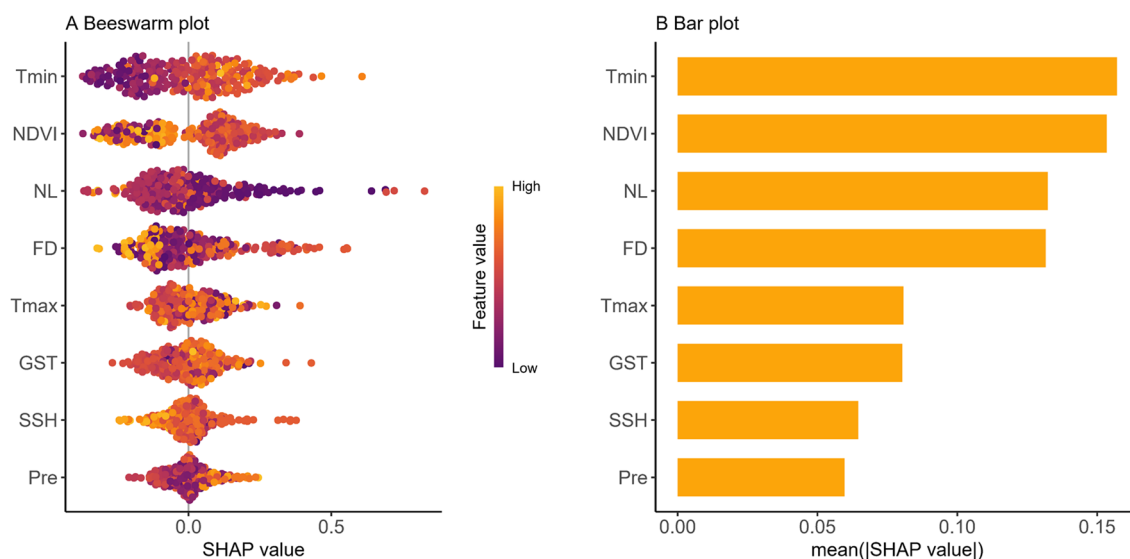 A Beeswarm plot
Tmin
NDVI
NL
FD
Tmax
GST
SSH
Pre
0.0
0.5
SHAP value
High
Feature value
Low
B Bar plot
Tmin
NDVI
NL
FD
Tmax
GST
SSH
Pre
0.00
0.05
0.10
0.15
mean(|SHAP value|)